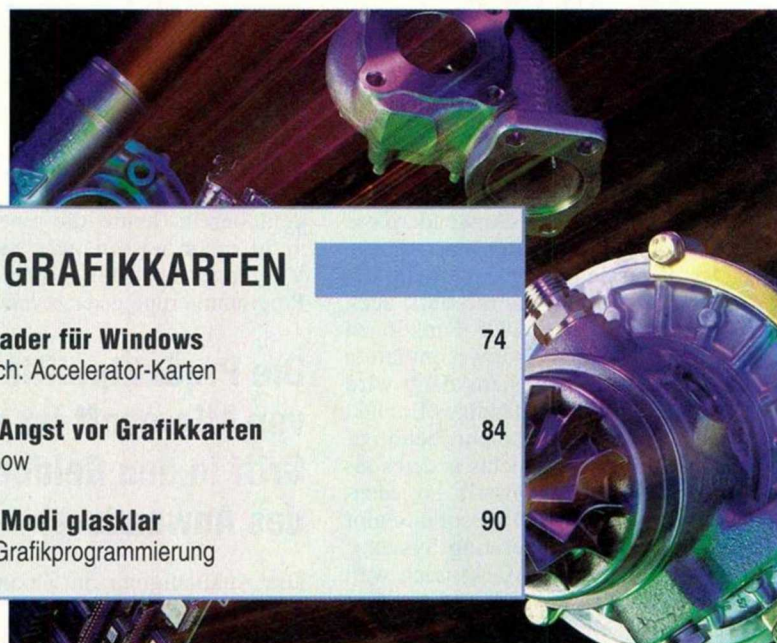 GRAFIKKARTEN
ader für Windows 74
ch: Accelerator-Karten
Angst vor Grafikkarten 84
ow
Modi glasklar 90
Grafikprogrammierung